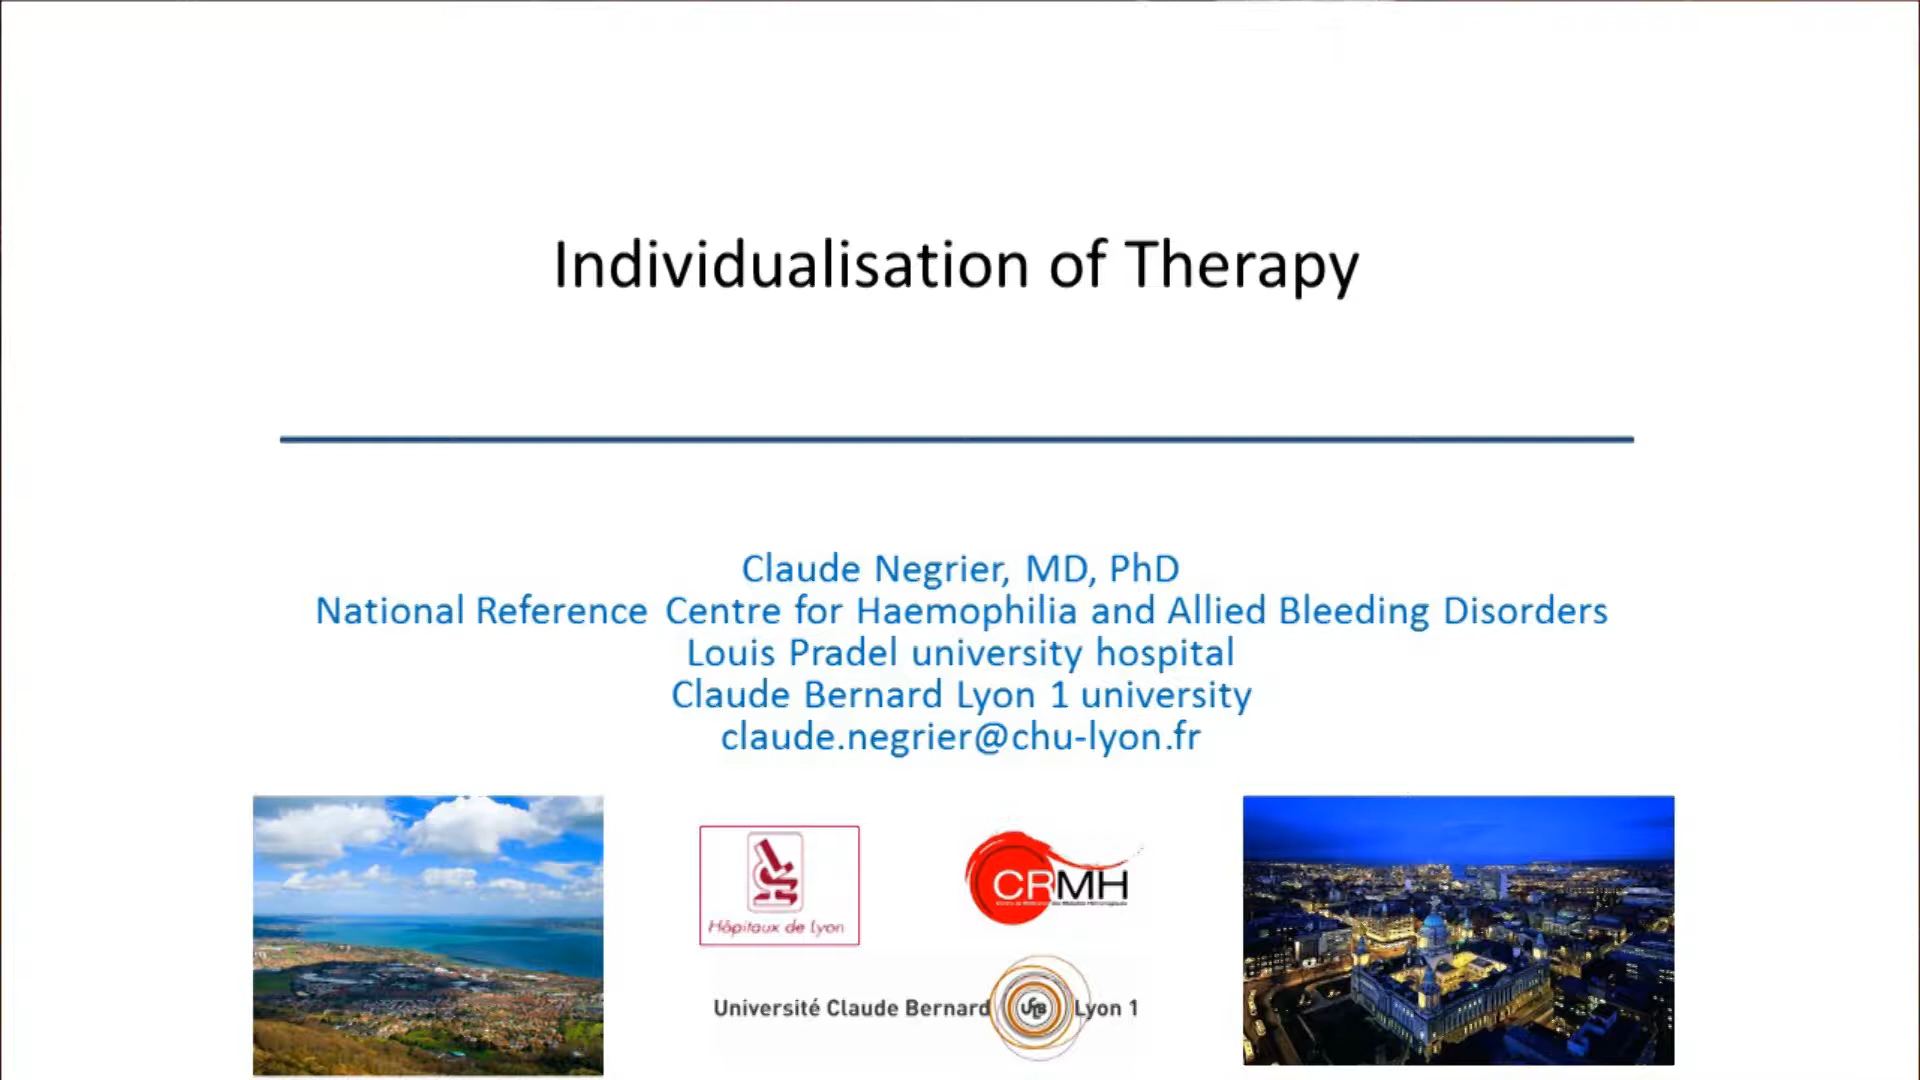 Individualisation of Therapy
Claude Negrier, MD, PhD
National Reference Centre for Haemophilia and Allied Bleeding Disorders
Louis Pradel university hospital
Claude Bernard Lyon 1 university
claude.negrier@chu-lyon.fr
Hôpitaux de Lyon
CRMH
Université Claude Bernard UCB Lyon 1